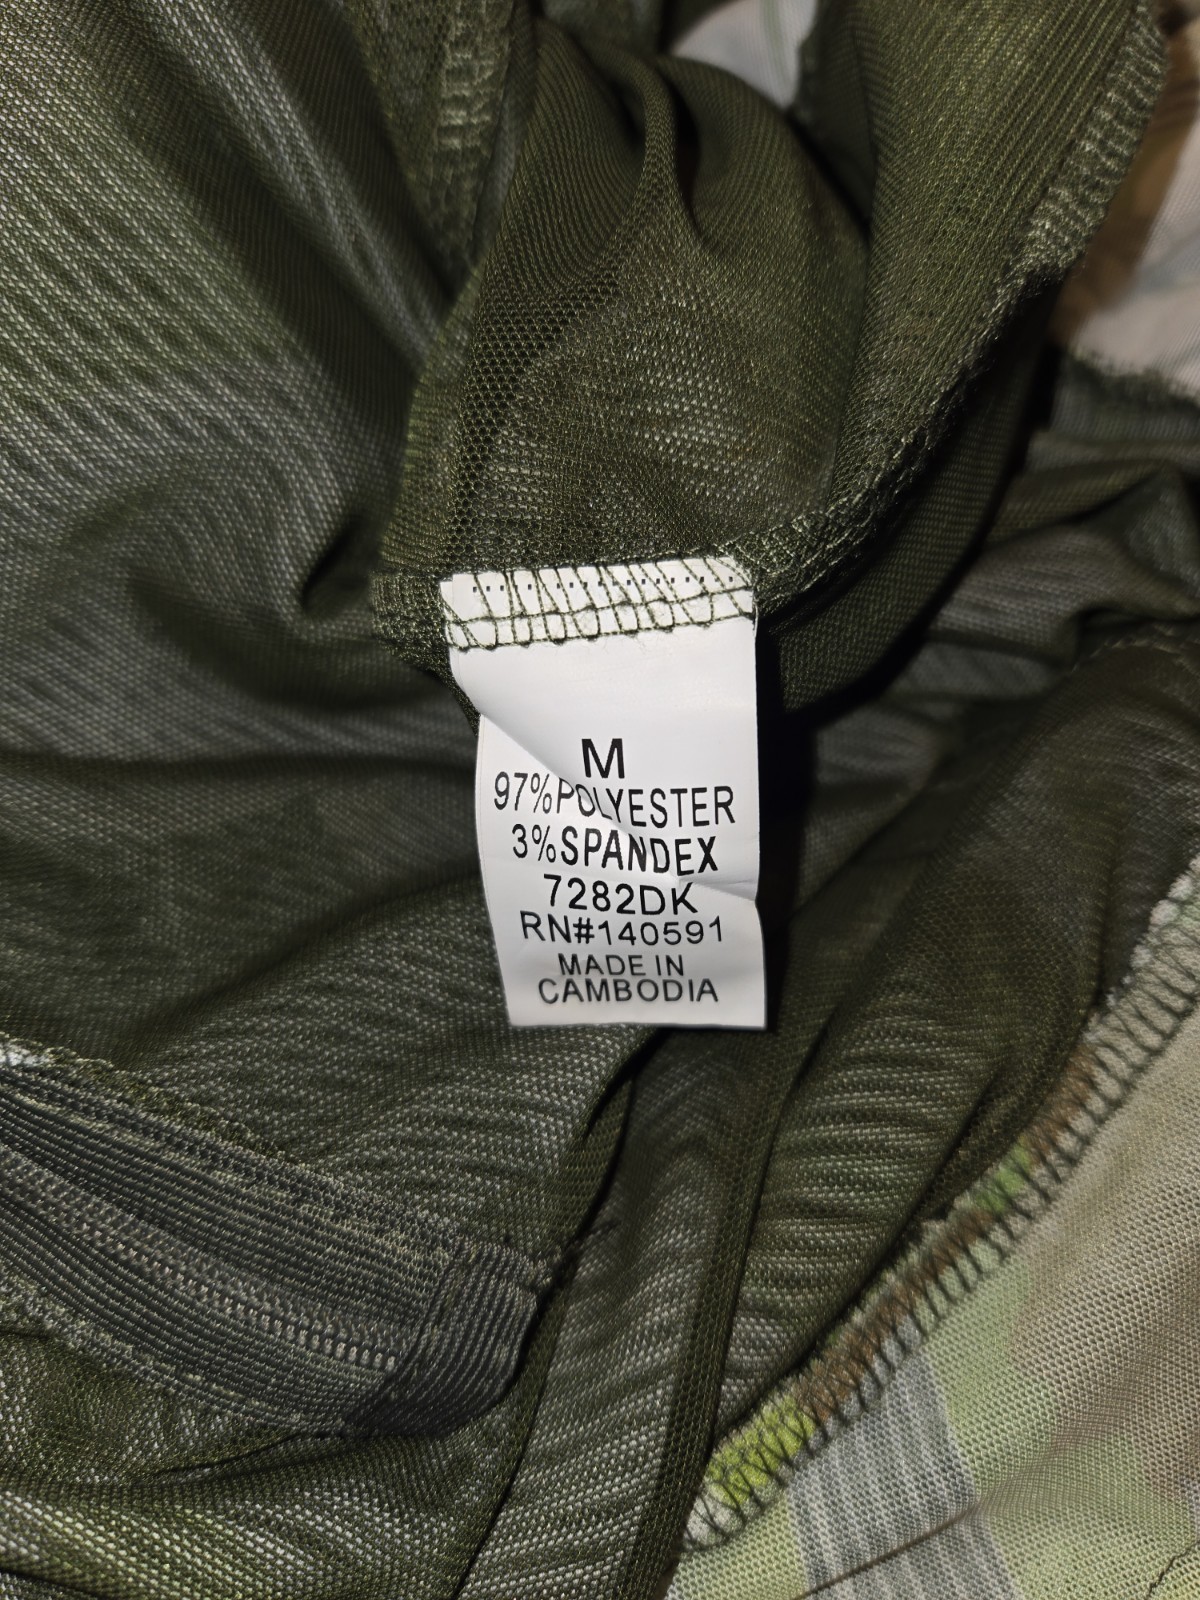 M
97%POLYESTER
3%SPANDEX
7282DK
RN#140591
MADE IN
CAMBODIA